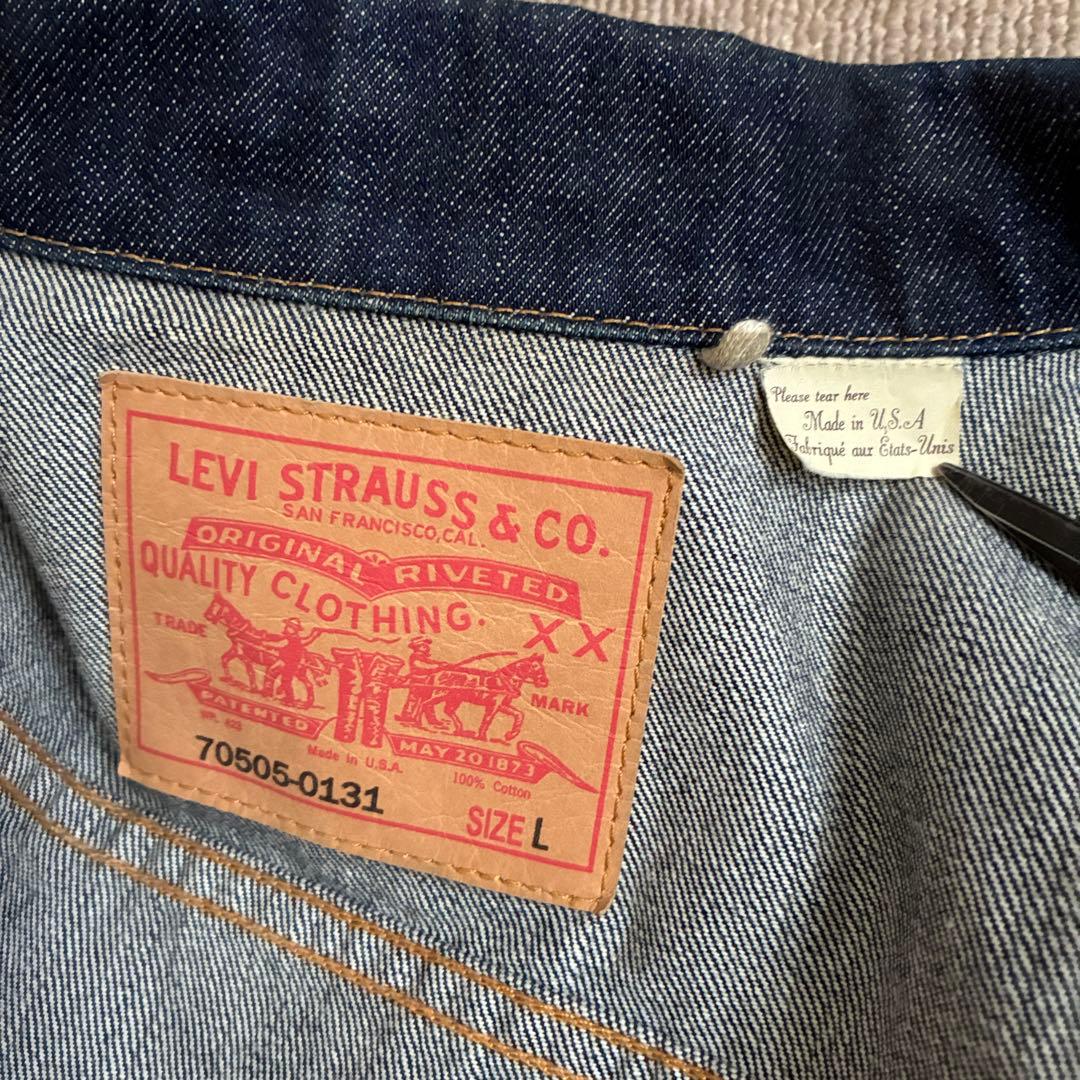 LEVI STRAUSS & CO.
SAN FRANCISCO, CAL.
ORIGINAL RIVETED
QUALITY CLOTHING.
XX
TRADE MARK
PATENTED MAY 20 1873
Made in U.S.A.
70505-0131
100% Cotton
SIZE L
Please tear here
Made in U.S.A
Fabriqué aux Etats-Unis